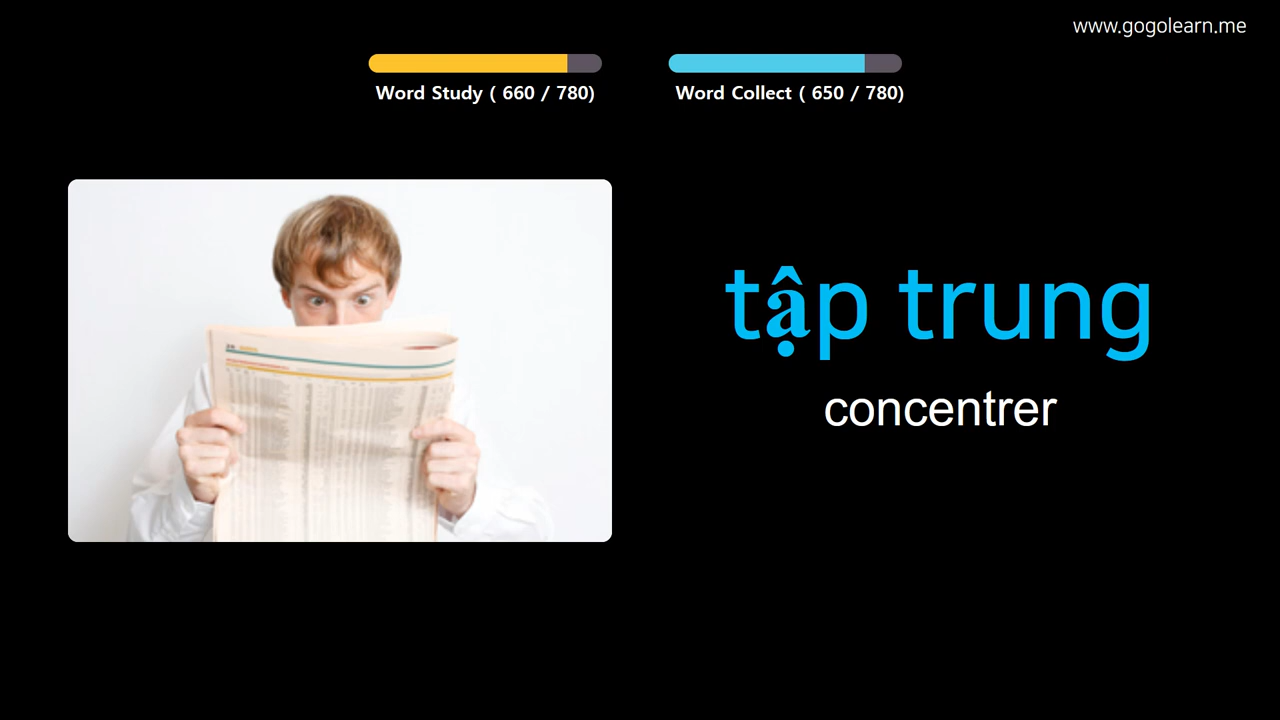 www.gogolearn.me
Word Study ( 660 / 780)
Word Collect ( 650 / 780)
tập trung
concentrer